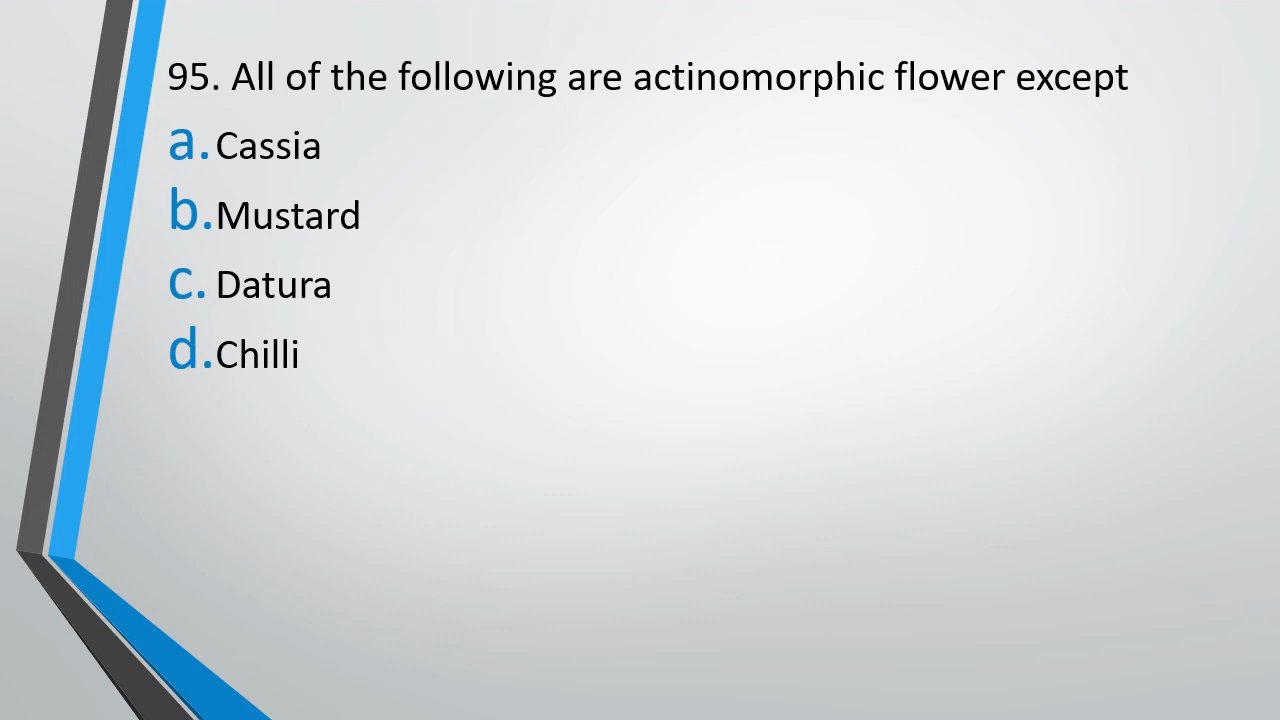 95. All of the following are actinomorphic flower except
a. Cassia
b. Mustard
c. Datura
d. Chilli